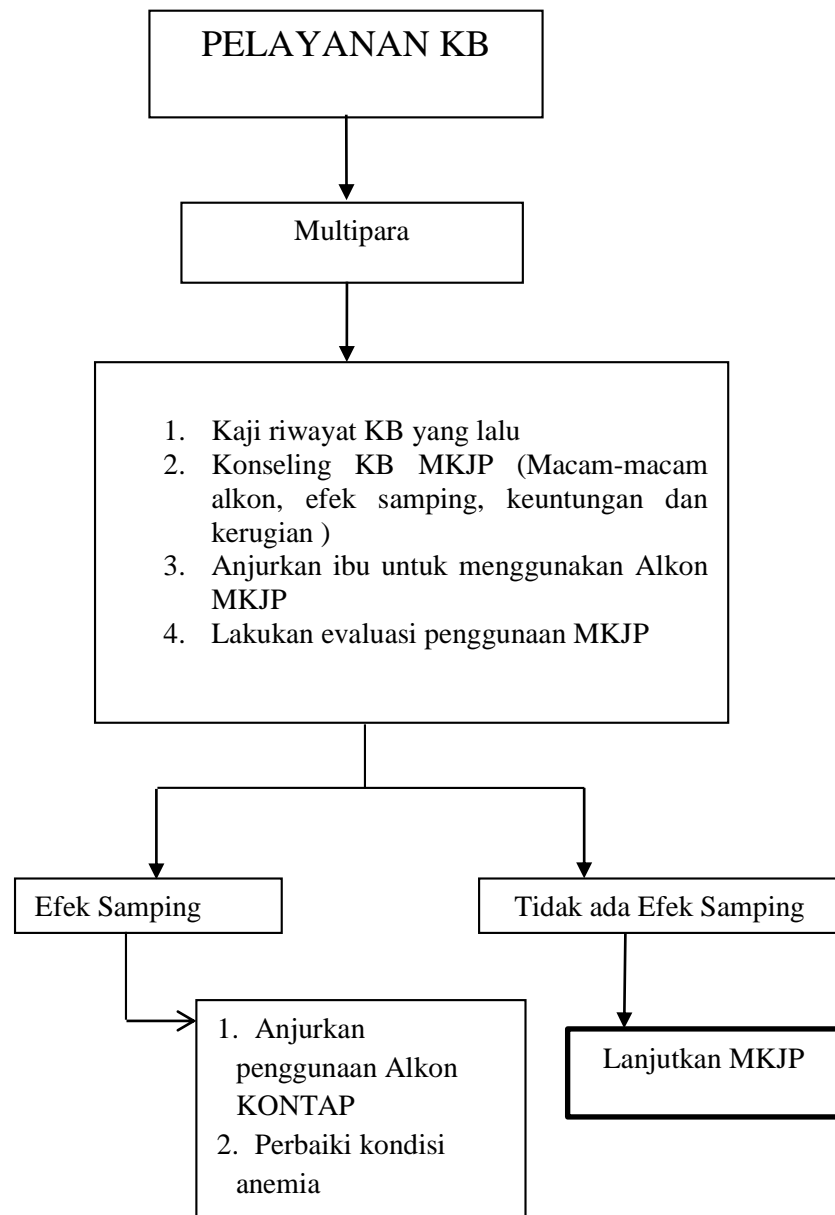 PELAYANAN KB
Multipara
1. Kaji riwayat KB yang lalu
2. Konseling KB MKJP (Macam-macam
alkon, efek samping, keuntungan dan
kerugian )
3. Anjurkan ibu untuk menggunakan Alkon
MKJP
4. Lakukan evaluasi penggunaan MKJP
Efek Samping
Tidak ada Efek Samping
1. Anjurkan
penggunaan Alkon
KONTAP
2. Perbaiki kondisi
anemia
Lanjutkan MKJP